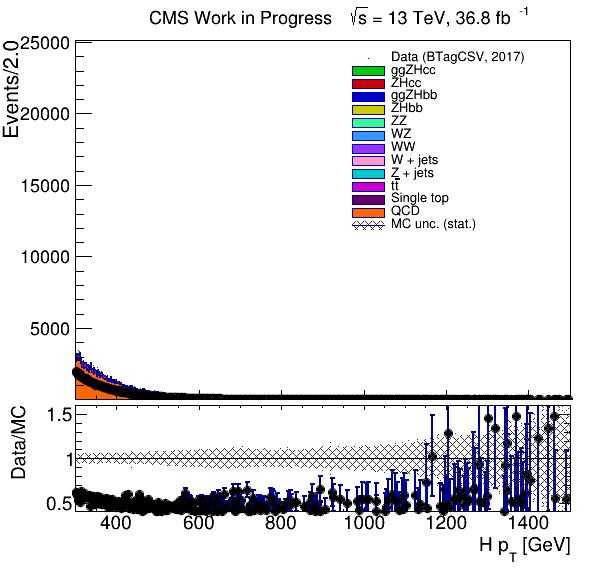 CMS Work in Progress √s = 13 TeV, 36.8 fb⁻¹
Events/2.0
25000
20000
15000
10000
5000
Data (BTagCSV, 2017)
ggZHcc
ZHcc
ggZHbb
ZHbb
ZZ
WZ
WW
W + jets
Z + jets
tt̅
Single top
QCD
MC unc. (stat.)
Data/MC
1.5
1
0.5
400 600 800 1000 1200 1400
H p_T [GeV]